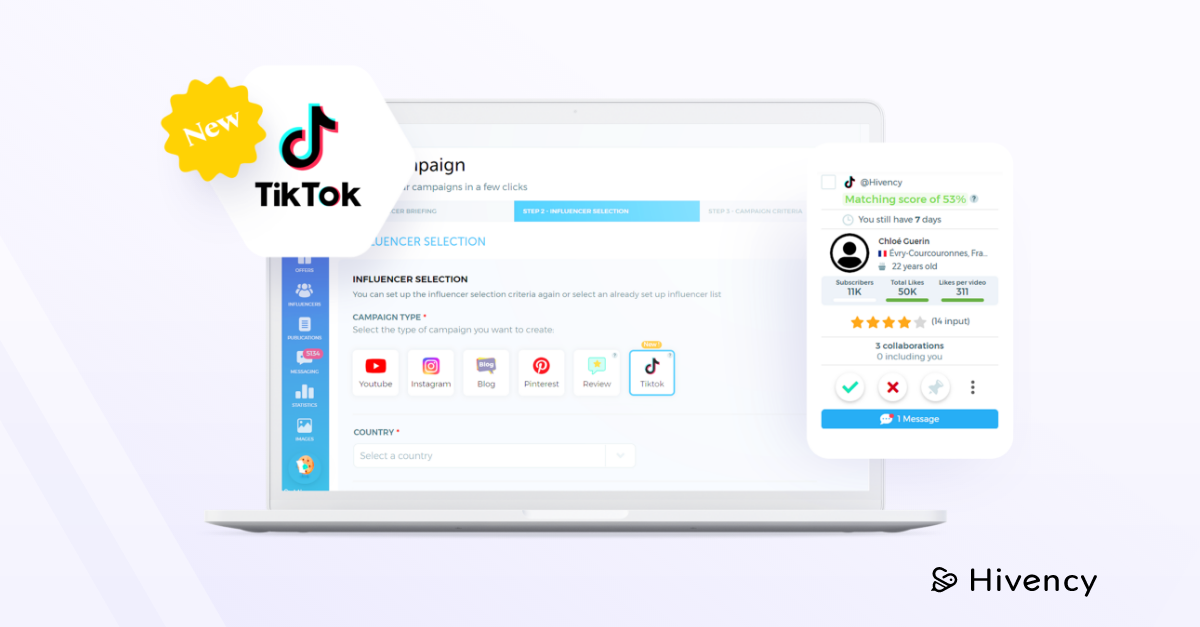 New
TikTok
mpaign
r campaigns in a few clicks
CER BRIEFING
STEP 2 - INFLUENCER SELECTION
STEP 3 - CAMPAIGN CRITERIA
LUENCER SELECTION
OFFERS
INFLUENCERS
PUBLICATIONS
5134
MESSAGING
STATISTICS
IMAGES
INFLUENCER SELECTION
You can set up the influencer selection criteria again or select an already set up influencer list
CAMPAIGN TYPE *
Select the type of campaign you want to create:
New !
Blog
? ?
Youtube Instagram Blog Pinterest Review Tiktok
COUNTRY *
Select a country
@Hivency
Matching score of 53% ?
You still have 7 days
Chloé Guerin
Évry-Courcouronnes, Fra...
22 years old
Subscribers Total Likes Likes per video
11K 50K 311
(14 input)
3 collaborations
0 including you
1 Message
Hivency